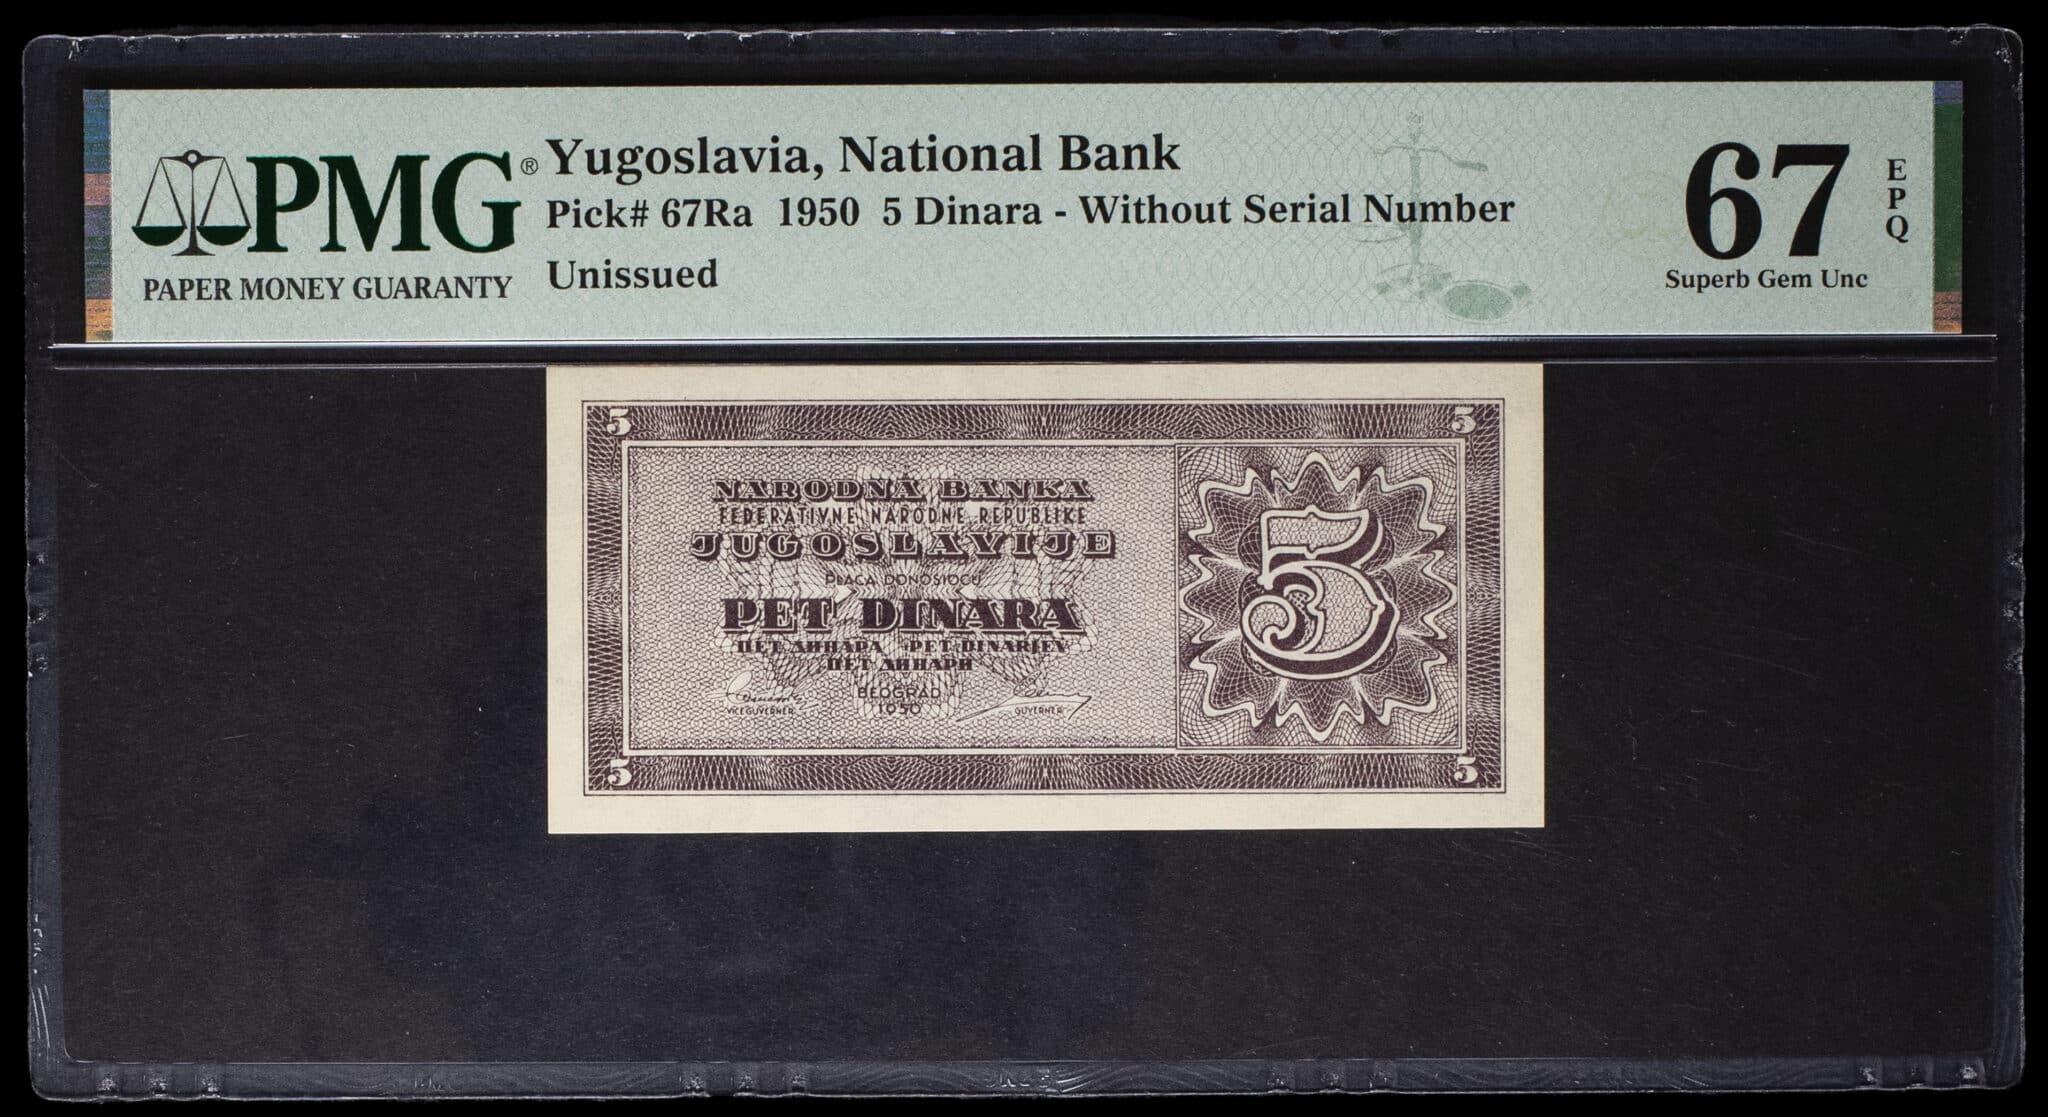 PMG®
PAPER MONEY GUARANTY
Yugoslavia, National Bank
Pick# 67Ra 1950 5 Dinara - Without Serial Number
Unissued
67
EPQ
Superb Gem Unc
5 5
NARODNA BANKA
FEDERATIVNE NARODNE REPUBLIKE
JUGOSLAVIJE
PLAĆA DONOSIOCU
PET DINARA
ПЕТ ДИНАРА PET DINARJEV
ПЕТ ДИНАРИ
5
VICEGUVERNER
BEOGRAD
1950
GUVERNER
5 5